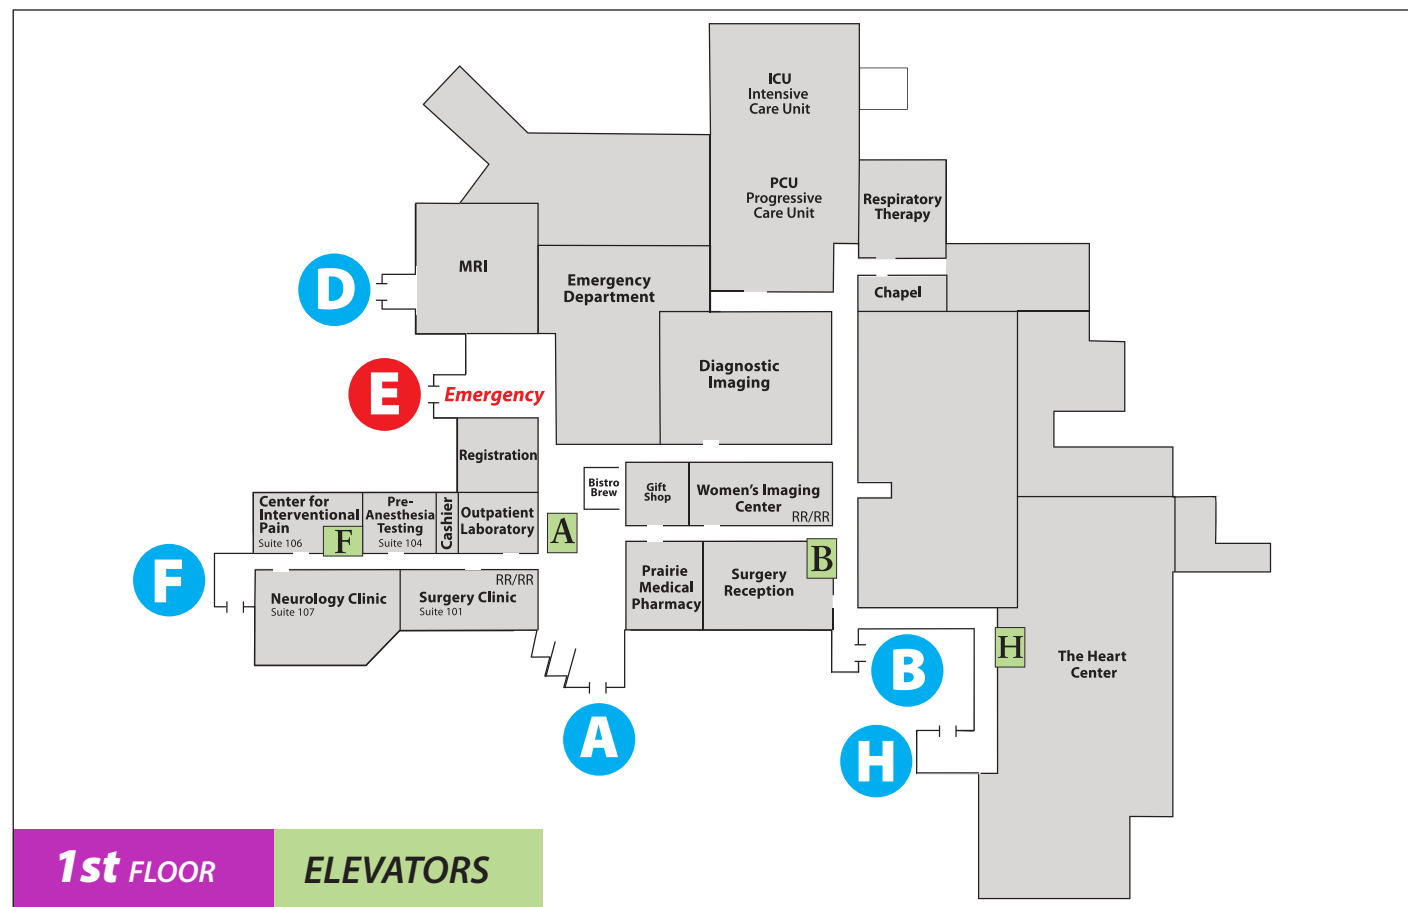 ICU
Intensive
Care Unit
PCU
Progressive
Care Unit
Respiratory
Therapy
MRI
D
Emergency
Department
Chapel
Diagnostic
Imaging
E
Emergency
Registration
Bistro
Brew
Gift
Shop
Women's Imaging
Center
RR/RR
Center for
Interventional
Pain
Suite 106
F
Pre-
Anesthesia
Testing
Suite 104
Cashier
Outpatient
Laboratory
A
B
F
Neurology Clinic
Suite 107
RR/RR
Surgery Clinic
Suite 101
Prairie
Medical
Pharmacy
Surgery
Reception
H
The Heart
Center
B
A
H
1st FLOOR
ELEVATORS